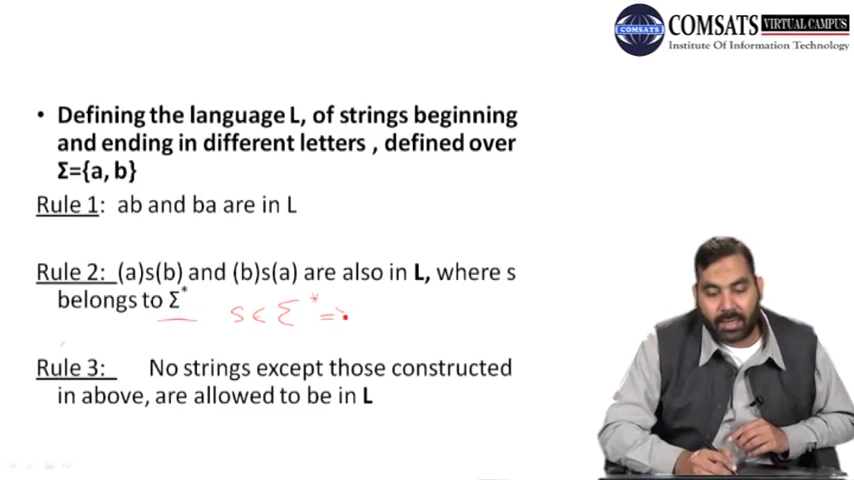 COMSATS VIRTUAL CAMPUS
COMSATS Institute Of Information Technology
• Defining the language L, of strings beginning
and ending in different letters , defined over
Σ={a, b}
Rule 1: ab and ba are in L
Rule 2: (a)s(b) and (b)s(a) are also in L, where s
belongs to Σ*
s ∈ Σ* =>
Rule 3: No strings except those constructed
in above, are allowed to be in L